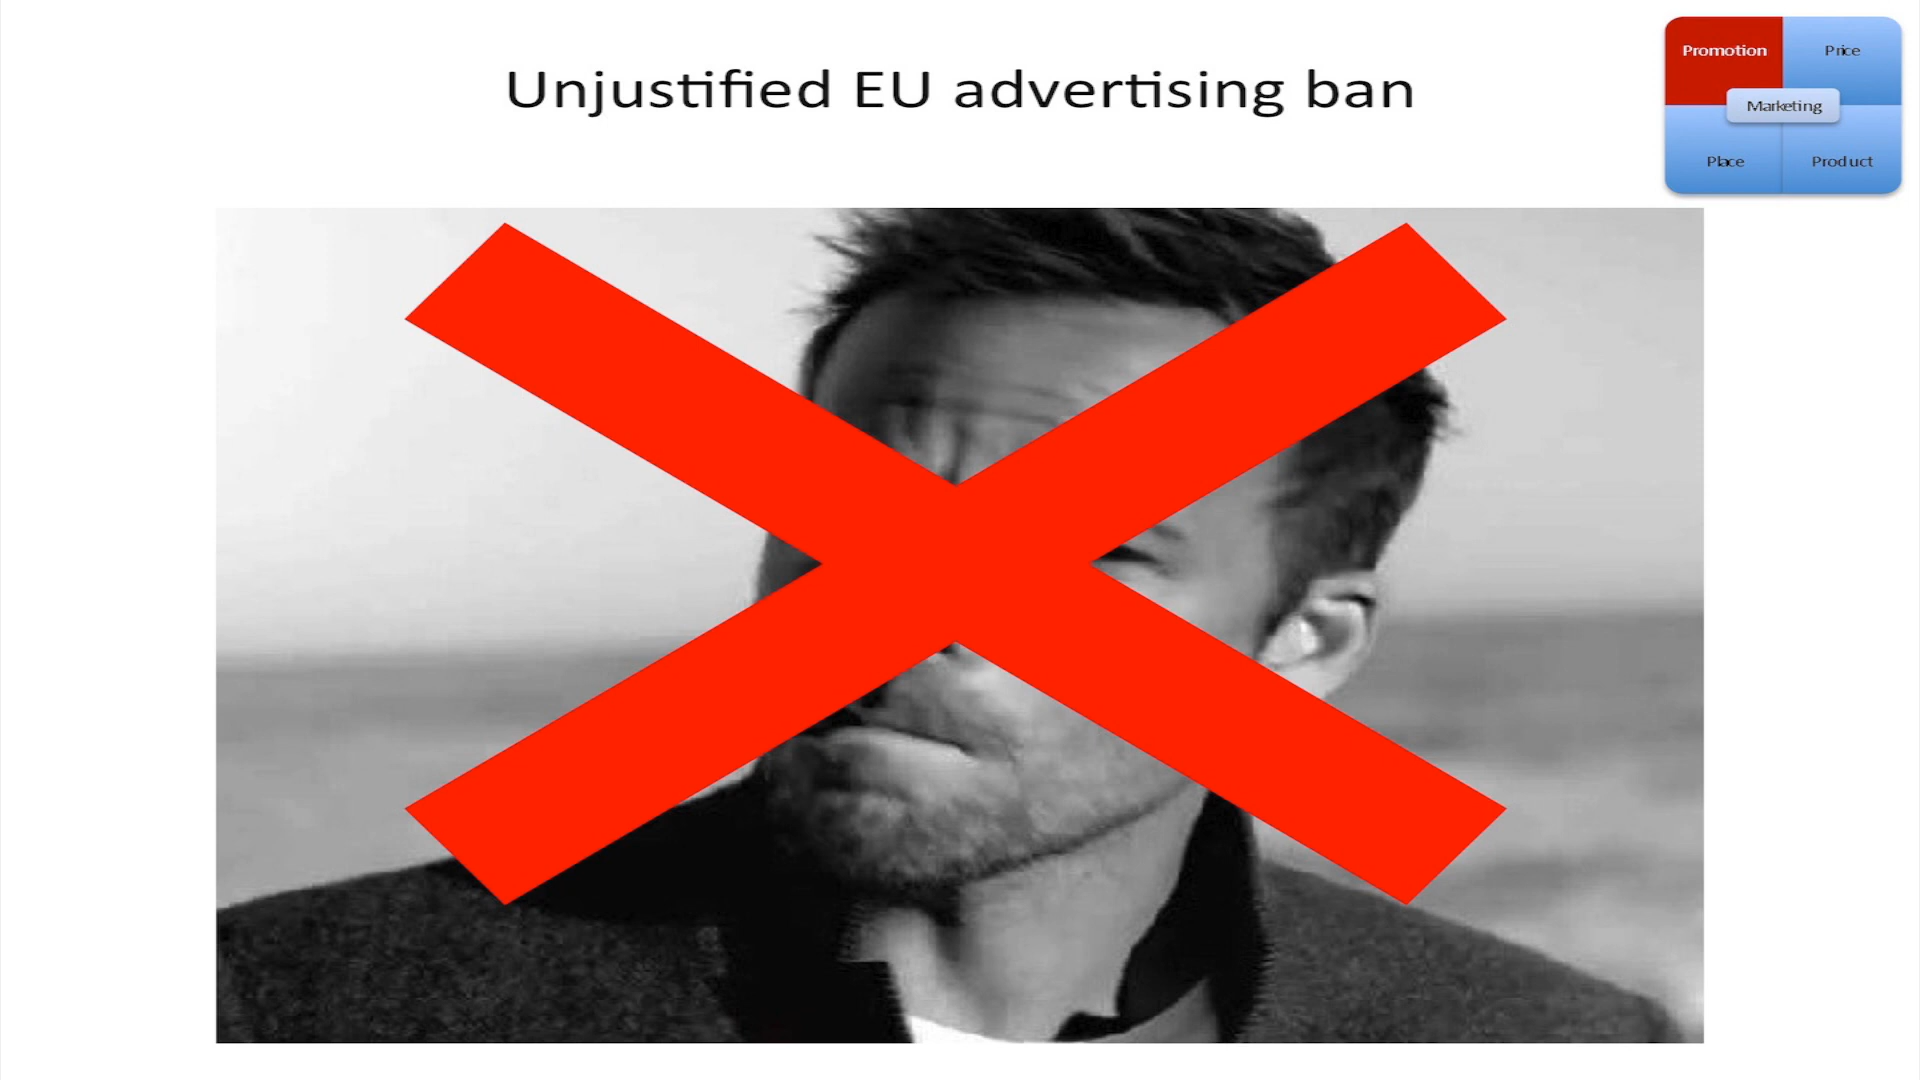 Unjustified EU advertising ban
Promotion
Price
Marketing
Place
Product